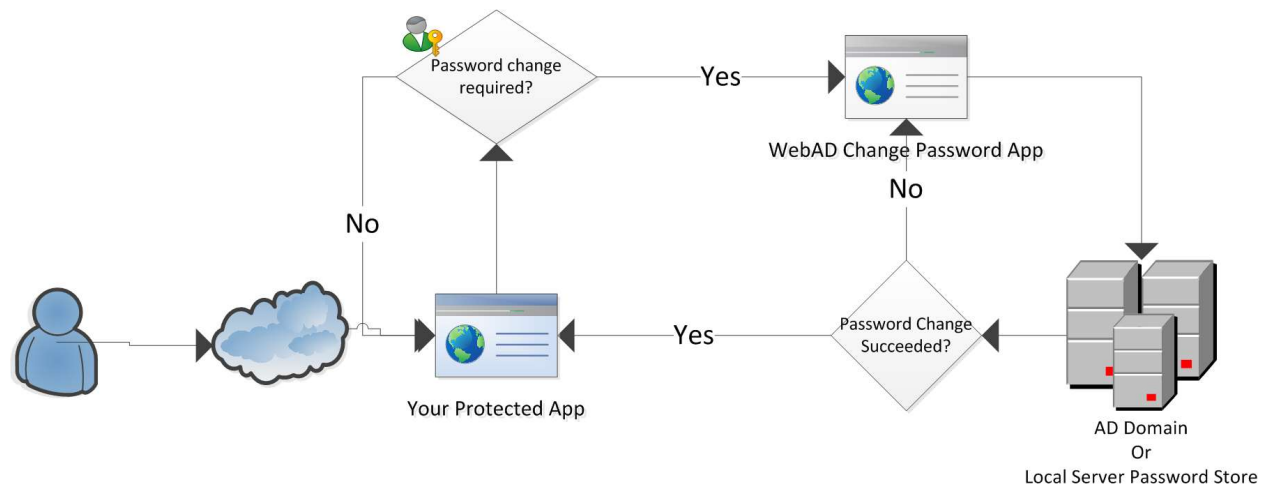 Password change
required?
Yes
WebAD Change Password App
No
No
Your Protected App
Yes
Password Change
Succeeded?
AD Domain
Or
Local Server Password Store